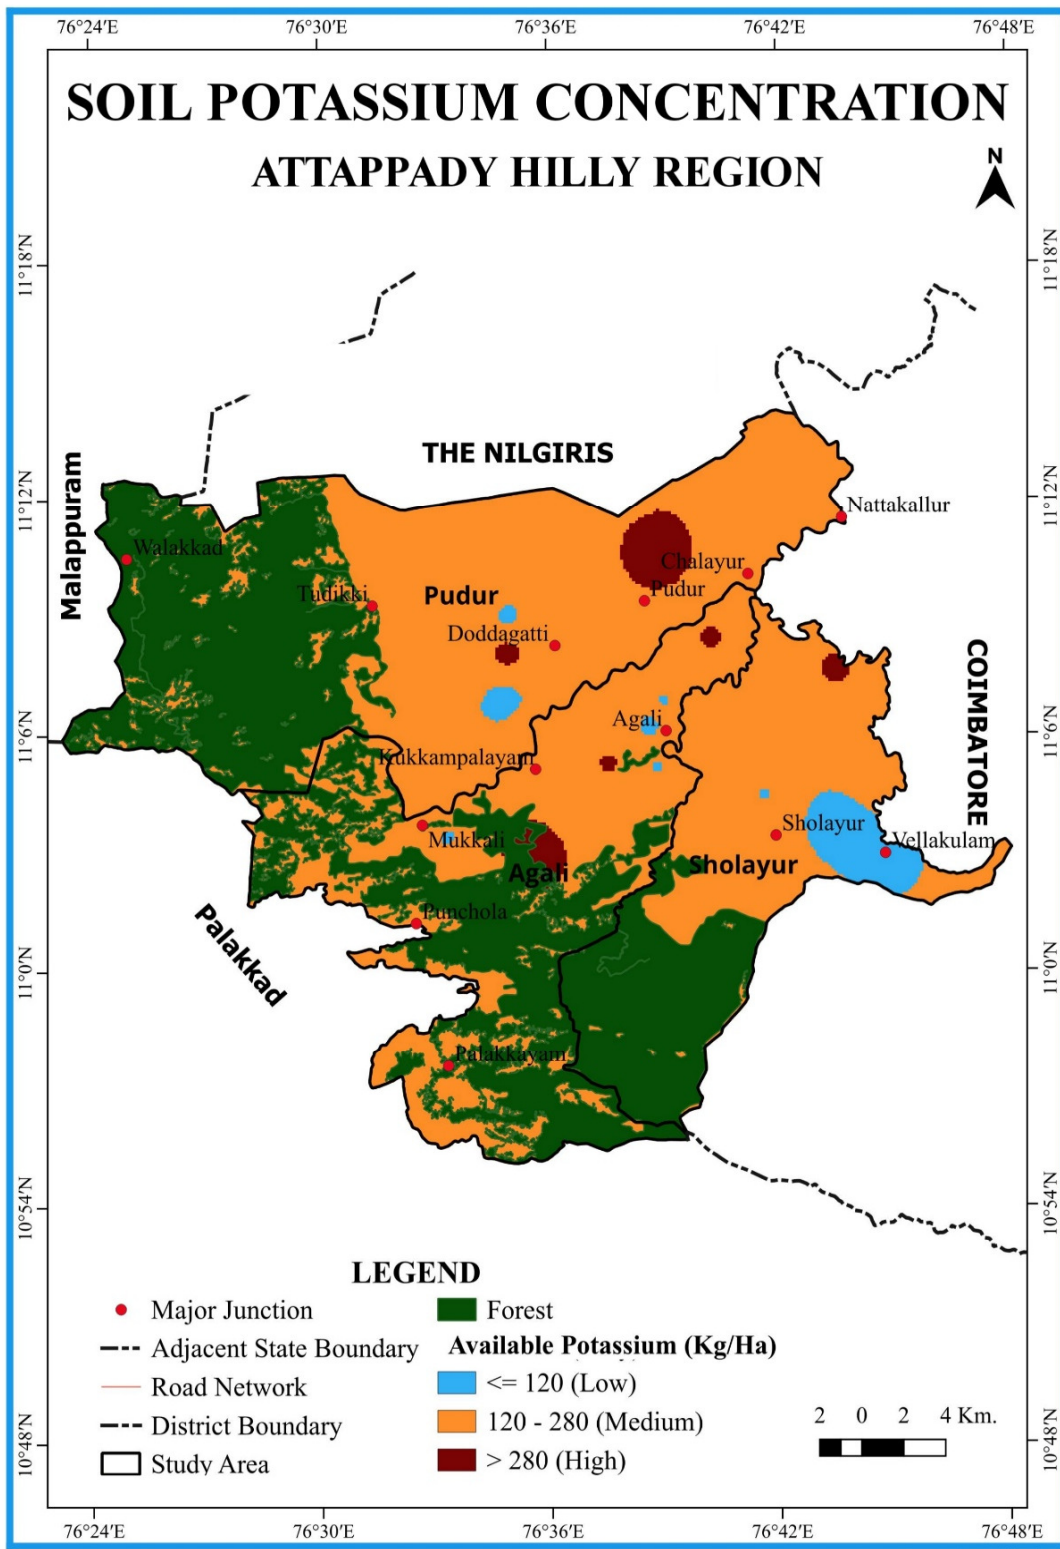 76°24′E 76°30′E 76°36′E 76°42′E 76°48′E
SOIL POTASSIUM CONCENTRATION
ATTAPPADY HILLY REGION
N
11°18′N
11°18′N
THE NILGIRIS
Malappuram
11°12′N
11°12′N
Nattakallur
Walakkad
Chalayur
Tudikki
Pudur
Pudur
Doddagatti
COIMBATORE
Agali
11°6′N
11°6′N
Kukkampalayam
Sholayur
Mukkali
Vellakulam
Agali
Sholayur
Punchola
Palakkad
11°0′N
11°0′N
Palakkayam
10°54′N
10°54′N
LEGEND
Major Junction
Adjacent State Boundary
Road Network
District Boundary
Study Area
Forest
Available Potassium (Kg/Ha)
<= 120 (Low)
120 - 280 (Medium)
> 280 (High)
2 0 2 4 Km.
10°48′N
10°48′N
76°24′E 76°30′E 76°36′E 76°42′E 76°48′E